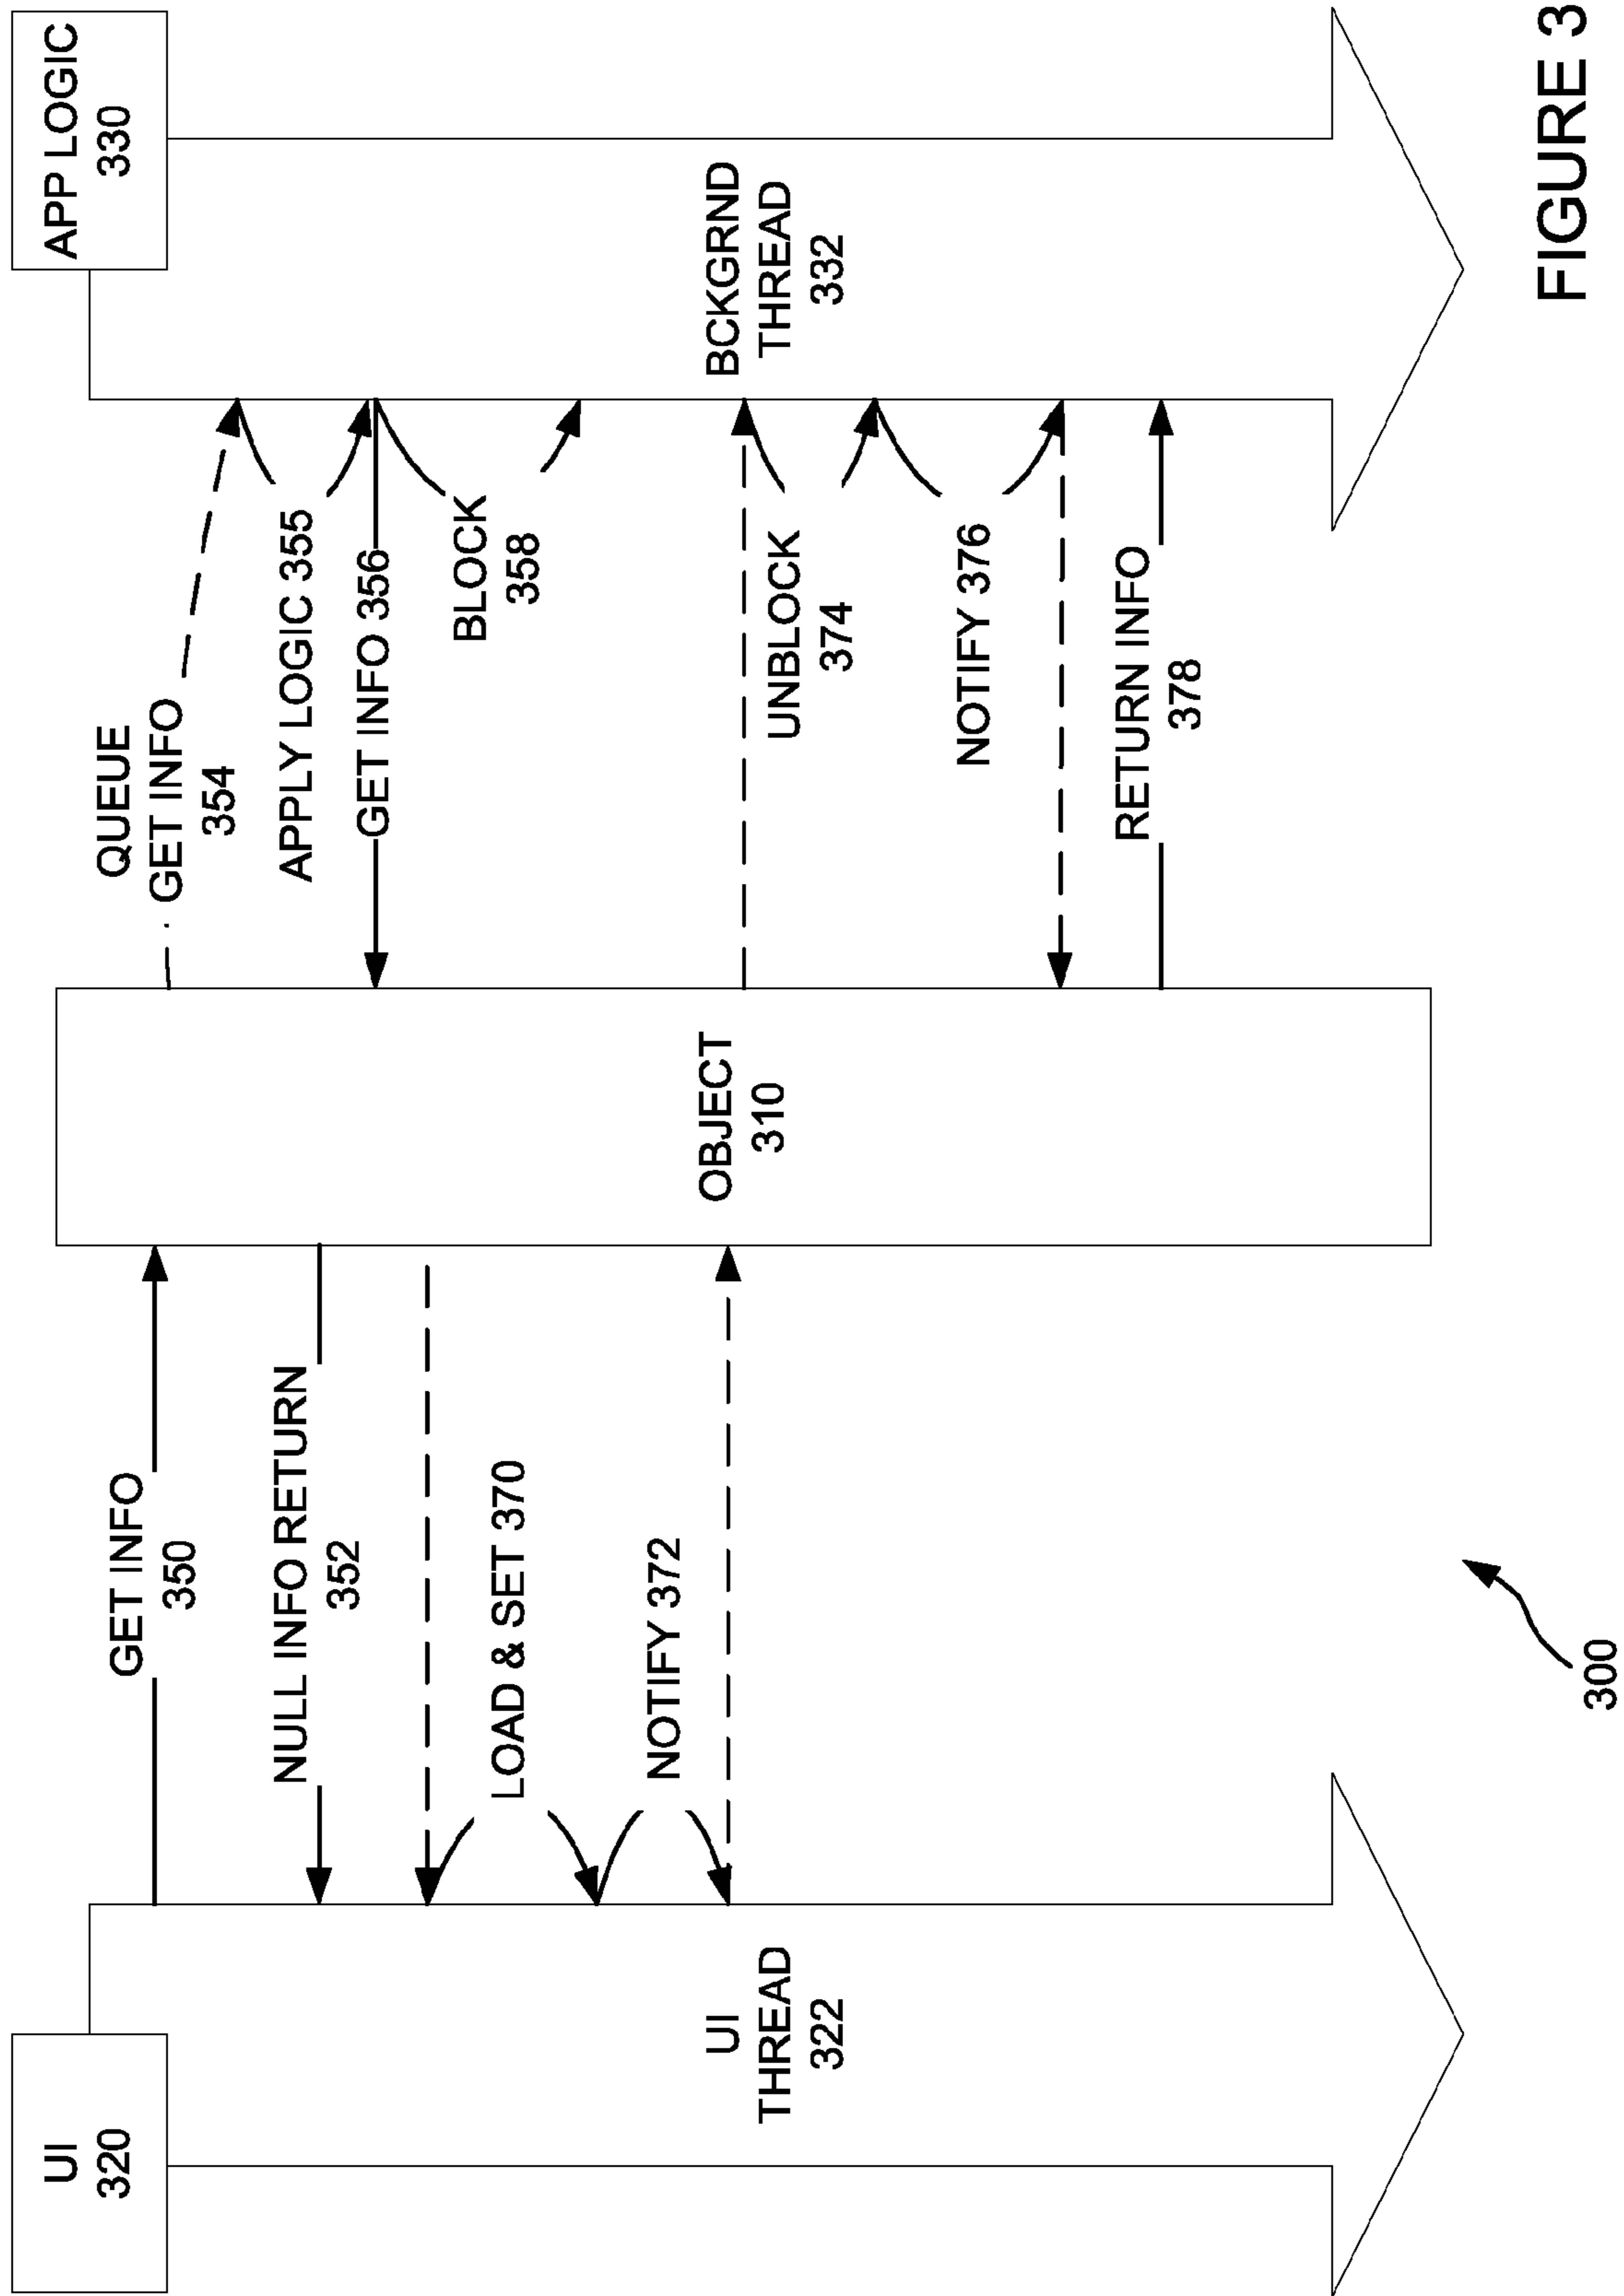 UI
320
APP LOGIC
330
GET INFO
350
QUEUE
GET INFO
354
NULL INFO RETURN
352
APPLY LOGIC 355
GET INFO 356
LOAD & SET 370
BLOCK
358
NOTIFY 372
UI
THREAD
322
OBJECT
310
BCKGRND
THREAD
332
UNBLOCK
374
NOTIFY 376
RETURN INFO
378
300
FIGURE 3